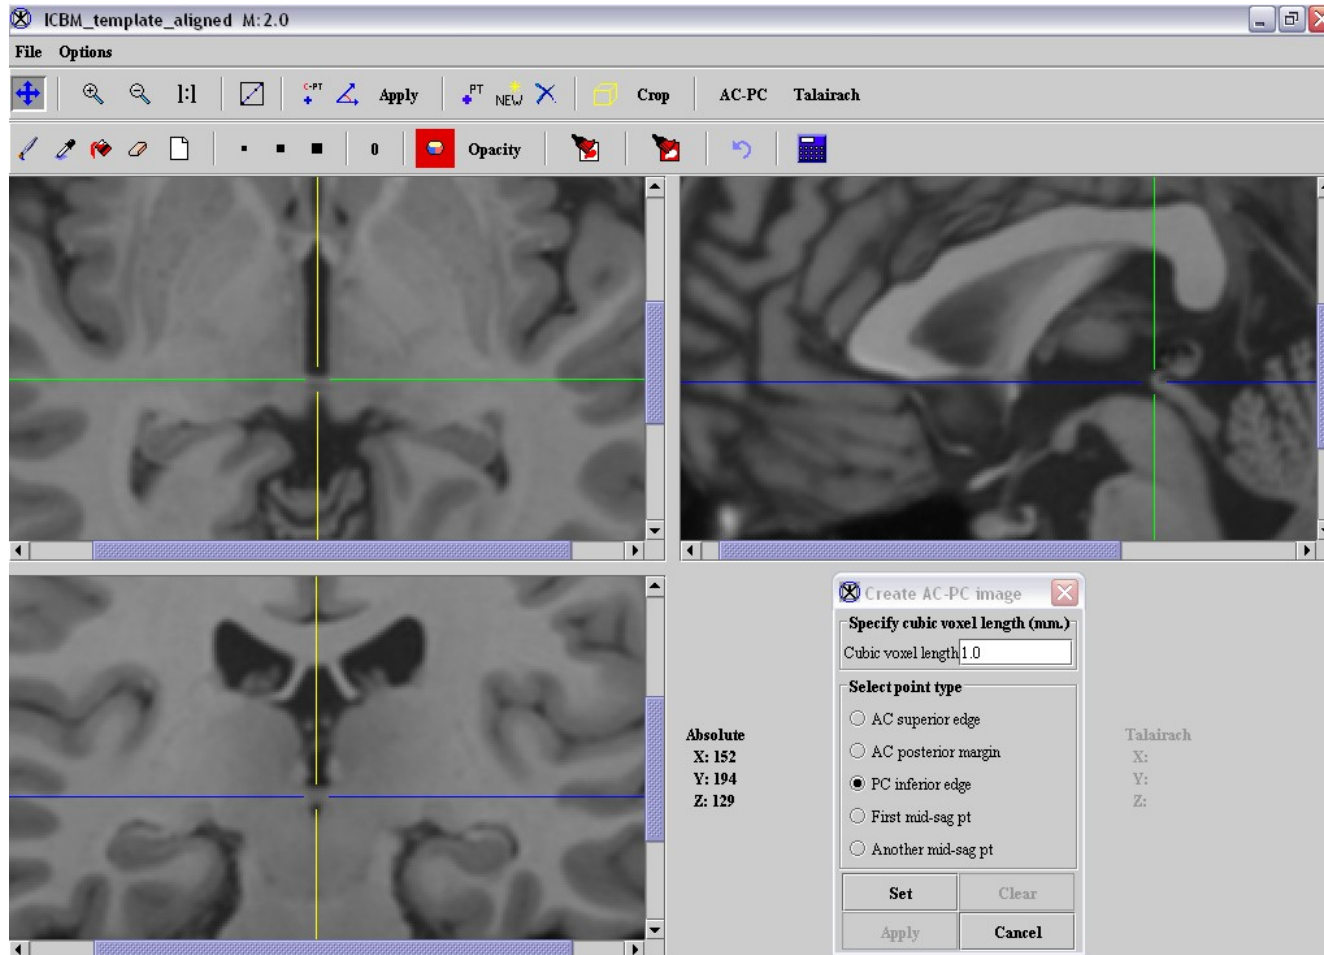 ICBM_template_aligned M: 2.0
File Options
1:1 C-PT Apply PT NEW Crop AC-PC Talairach
0 Opacity
Create AC-PC image
Specify cubic voxel length (mm.)
Cubic voxel length 1.0
Select point type
AC superior edge
AC posterior margin
PC inferior edge
First mid-sag pt
Another mid-sag pt
Set Clear
Apply Cancel
Absolute
X: 152
Y: 194
Z: 129
Talairach
X:
Y:
Z: